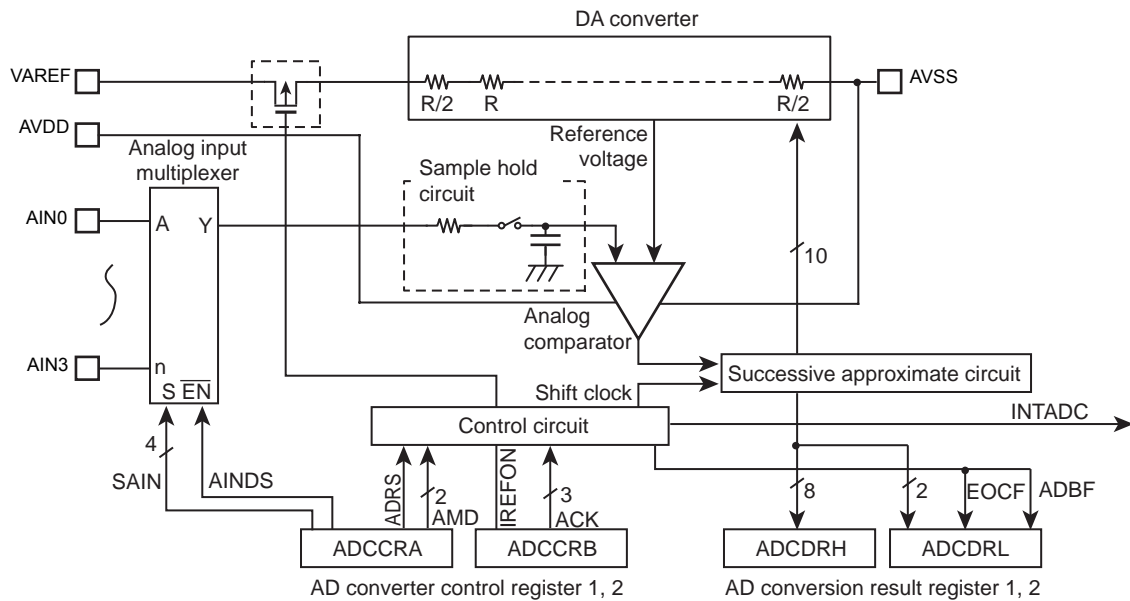 DA converter
VAREF
AVSS
R/2
R
R/2
AVDD
Analog input
multiplexer
Reference
voltage
Sample hold
circuit
AIN0
A
Y
10
Analog
comparator
AIN3
n
S
EN
Successive approximate circuit
Shift clock
INTADC
Control circuit
4
SAIN
AINDS
ADRS
2
AMD
IREFON
3
ACK
8
2
EOCF
ADBF
ADCCRA
ADCCRB
ADCDRH
ADCDRL
AD converter control register 1, 2
AD conversion result register 1, 2